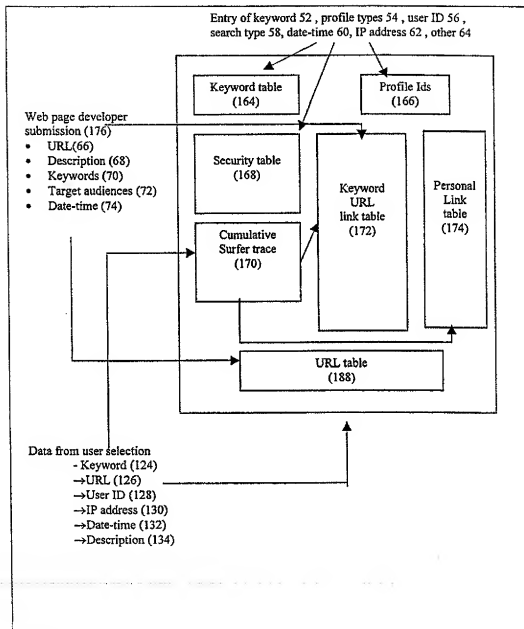 Entry of keyword 52 , profile types 54 , user ID 56 ,
search type 58, date-time 60, IP address 62 , other 64
Keyword table
(164)
Profile Ids
(166)
Web page developer
submission (176)
• URL(66)
• Description (68)
• Keywords (70)
• Target audiences (72)
• Date-time (74)
Security table
(168)
Keyword
URL
link table
(172)
Personal
Link
table
(174)
Cumulative
Surfer trace
(170)
URL table
(188)
Data from user selection
- Keyword (124)
→URL (126)
→User ID (128)
→IP address (130)
→Date-time (132)
→Description (134)